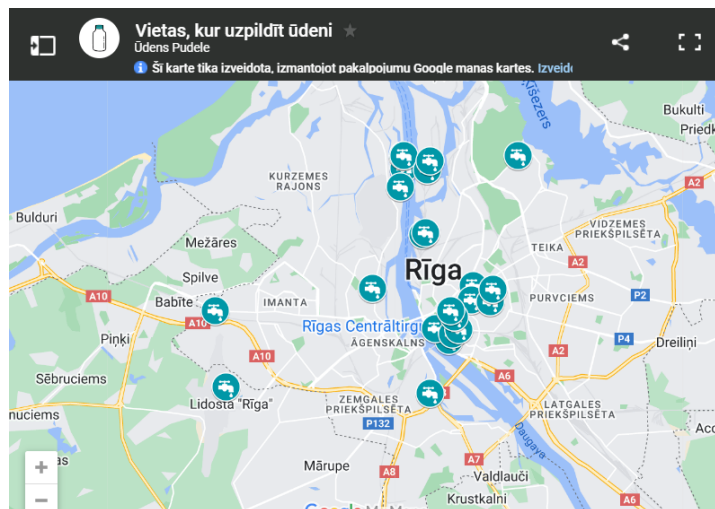 Vietas, kur uzpildīt ūdeni
Ūdens Pudele
Šī karte tika izveidota, izmantojot pakalpojumu Google manas kartes. Izveido
Ķīšezers
Bukulti
KURZEMES
RAJONS
A2
Bulduri
VIDZEMES
PRIEKŠPILSĒTA
Mežāres
TEIKA
A2
Rīga
Spilve
A10
Babīte
IMANTA
PURVCIEMS
P2
A10
Rīgas Centrāltirgus
Piņķi
ĀGENSKALNS
P4
Dreiliņi
A10
A2
Sēbruciems
A6
Lidosta "Rīga"
ZEMGALES
PRIEKŠPILSĒTA
LATGALES
PRIEKŠPILSĒTA
P132
Daugava
Mārupe
A8
A7
Valdlauči
Krustkalni
A6